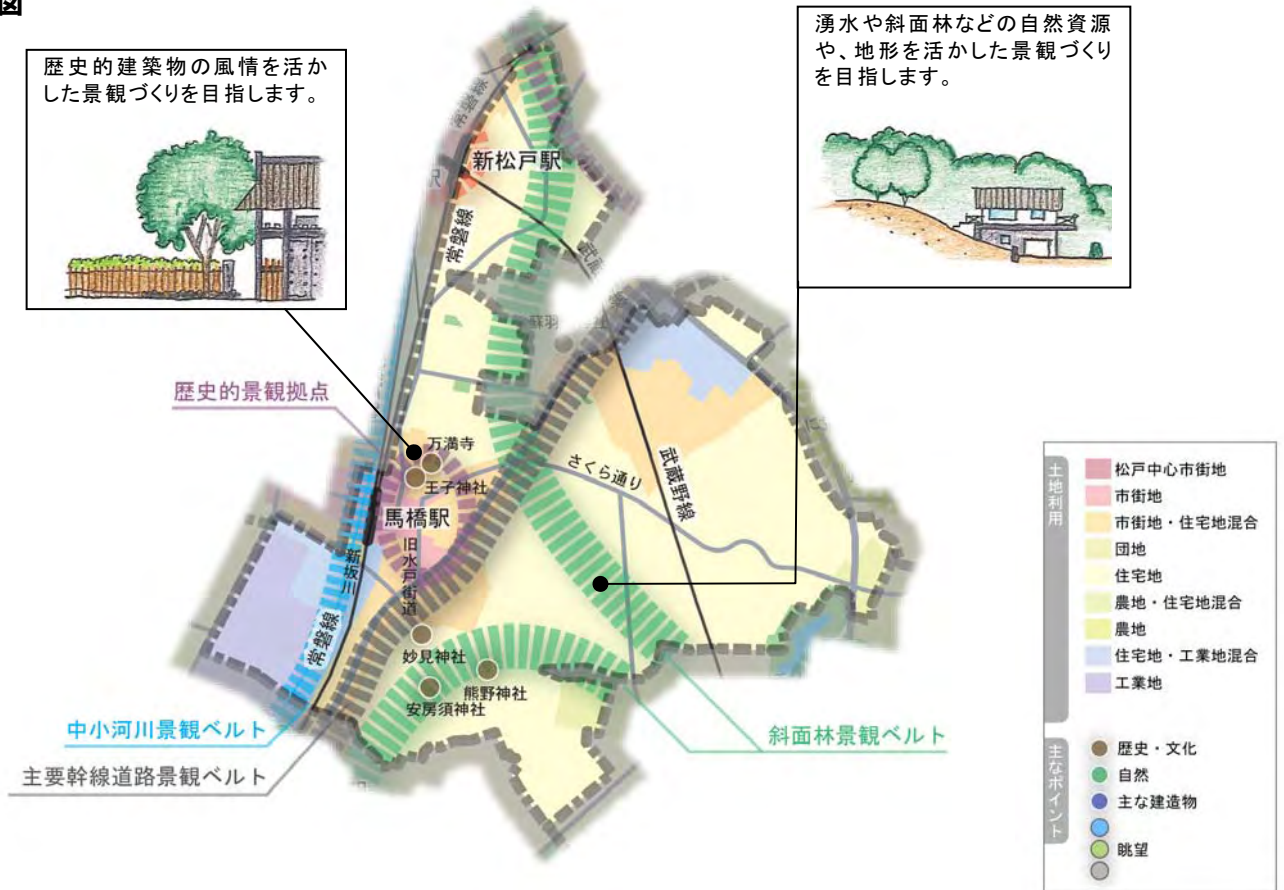 図
歴史的建築物の風情を活か
した景観づくりを目指します。
湧水や斜面林などの自然資源
や、地形を活かした景観づくり
を目指します。
常磐線
新松戸駅
常磐線
武蔵
歴史的景観拠点
万満寺
王子神社
馬橋駅
さくら通り
武蔵野線
旧水戸街道
新坂川
常磐線
妙見神社
熊野神社
安房須神社
中小河川景観ベルト
主要幹線道路景観ベルト
斜面林景観ベルト
土地利用
松戸中心市街地
市街地
市街地・住宅地混合
団地
住宅地
農地・住宅地混合
農地
住宅地・工業地混合
工業地
主なポイント
歴史・文化
自然
主な建造物
眺望